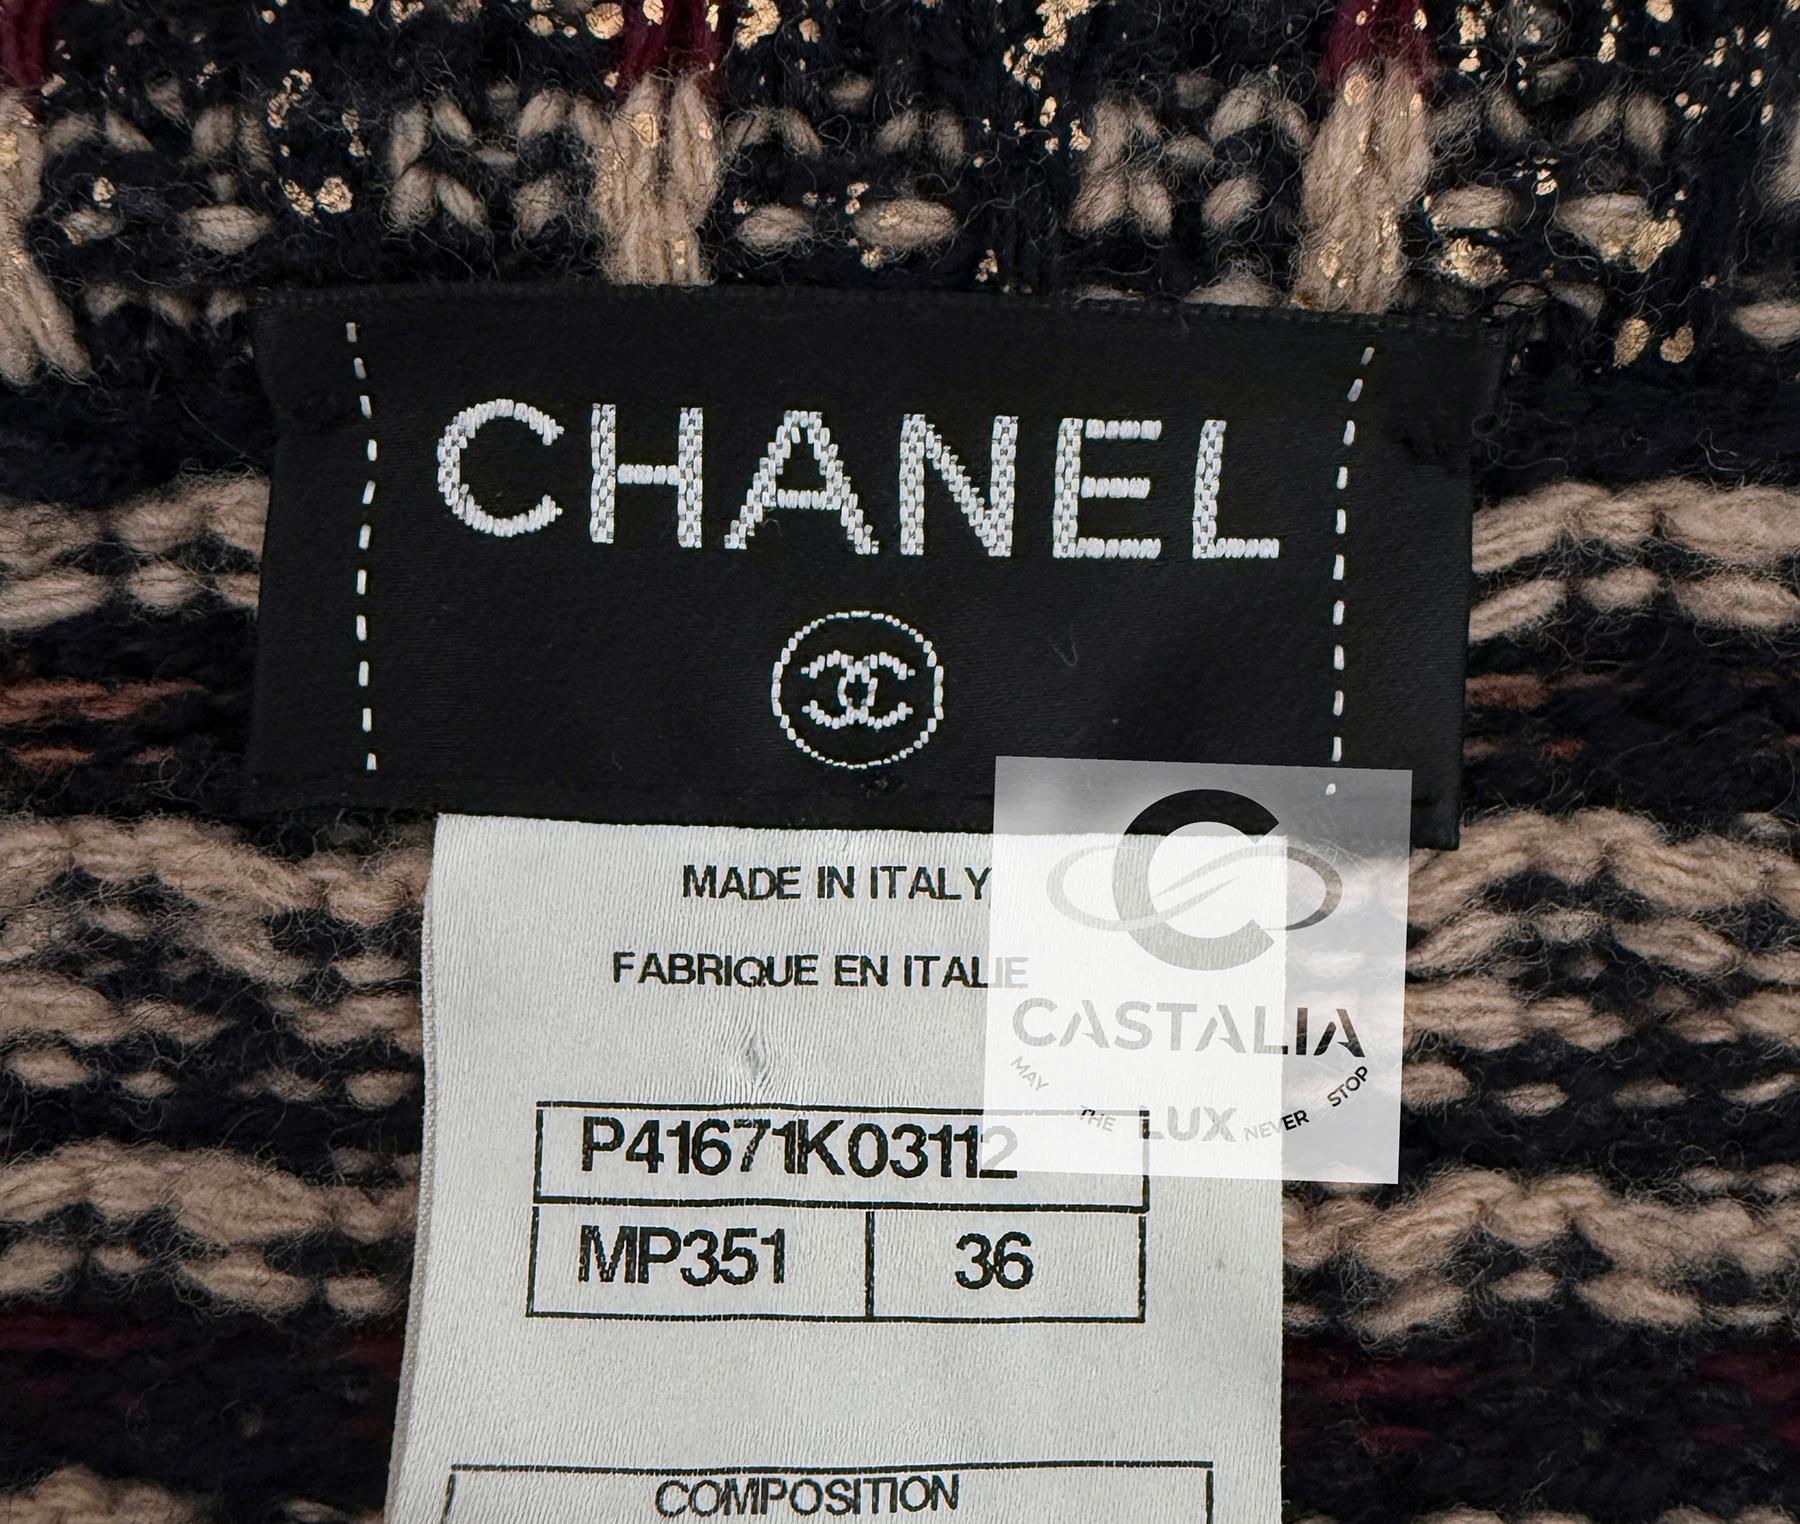 CHANEL
MADE IN ITALY
FABRIQUE EN ITALIE
C
CASTALIA
MAY THE LUX NEVER STOP
P41671K03112
MP351 36
COMPOSITION